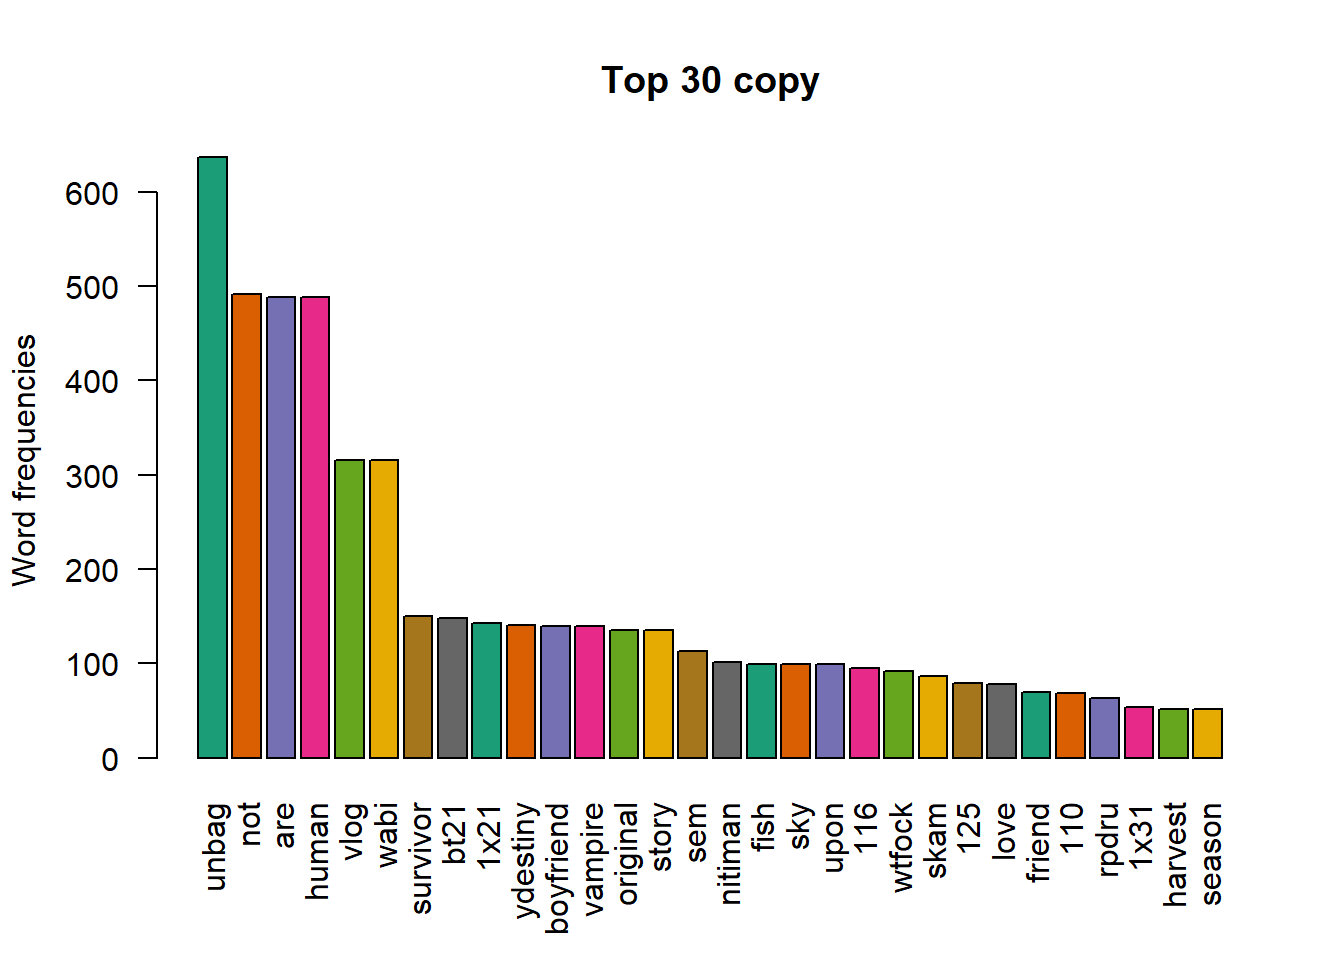 Top 30 copy
Word frequencies
600
500
400
300
200
100
0
unbag
not
are
human
vlog
wabi
survivor
bt21
1x21
ydestiny
boyfriend
vampire
original
story
sem
nitiman
fish
sky
upon
116
wtfock
skam
125
love
friend
110
rpdru
1x31
harvest
season